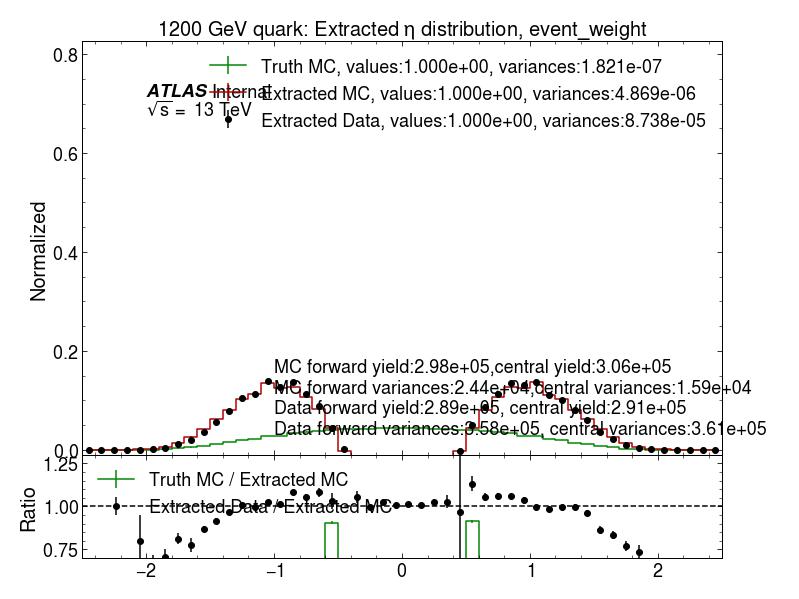 1200 GeV quark: Extracted η distribution, event_weight
Truth MC, values:1.000e+00, variances:1.821e-07
ATLAS Internal
Extracted MC, values:1.000e+00, variances:4.869e-06
√s = 13 TeV
Extracted Data, values:1.000e+00, variances:8.738e-05
0.8
0.6
0.4
0.2
0.0
Normalized
MC forward yield:2.98e+05,central yield:3.06e+05
MC forward variances:2.44e+04,central variances:1.59e+04
Data forward yield:2.89e+05, central yield:2.91e+05
Data forward variances:3.58e+05, central variances:3.61e+05
1.25
1.00
0.75
Ratio
Truth MC / Extracted MC
Extracted Data / Extracted MC
−2 −1 0 1 2